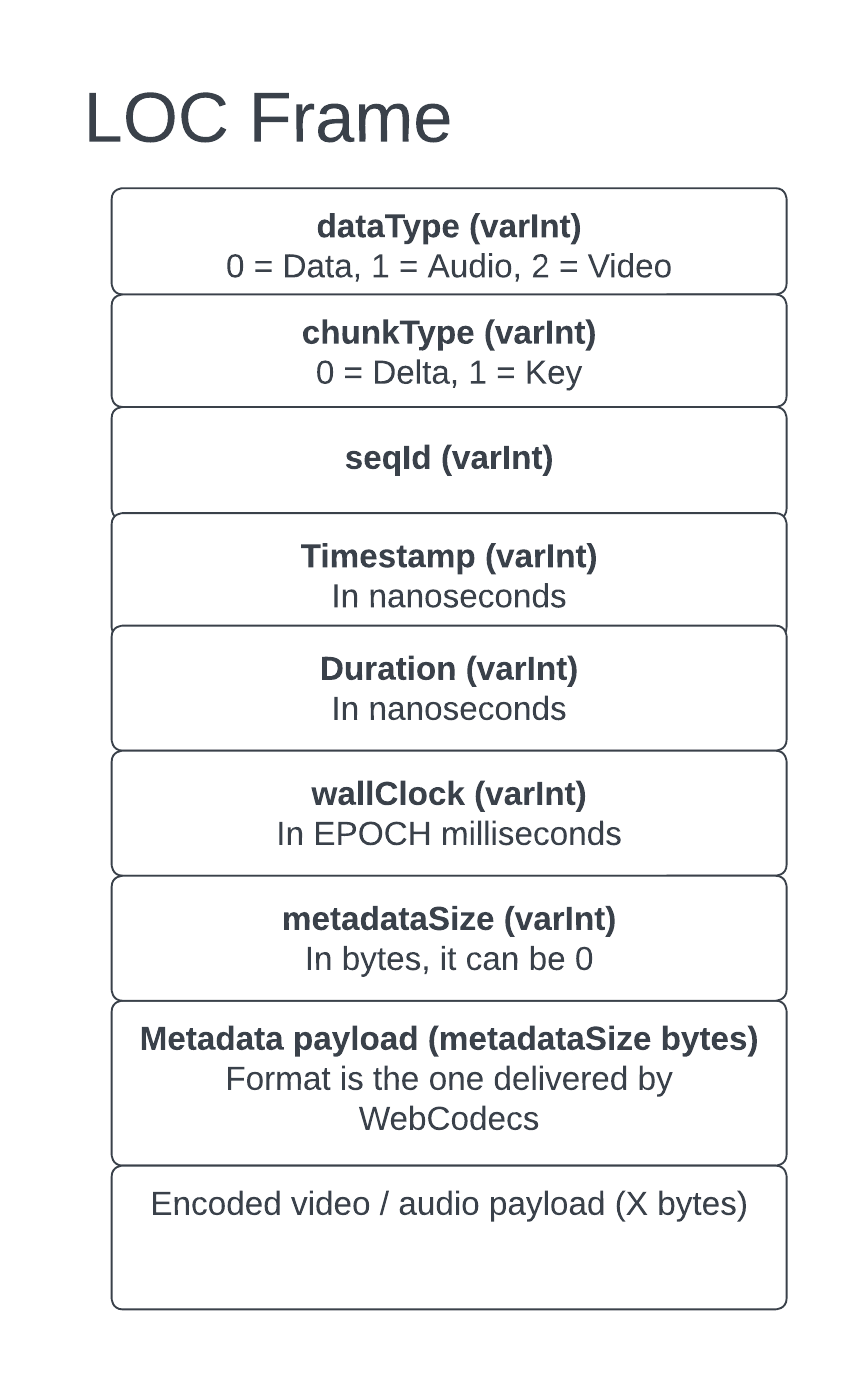 LOC Frame
dataType (varInt)
0 = Data, 1 = Audio, 2 = Video
chunkType (varInt)
0 = Delta, 1 = Key
seqId (varInt)
Timestamp (varInt)
In nanoseconds
Duration (varInt)
In nanoseconds
wallClock (varInt)
In EPOCH milliseconds
metadataSize (varInt)
In bytes, it can be 0
Metadata payload (metadataSize bytes)
Format is the one delivered by
WebCodecs
Encoded video / audio payload (X bytes)